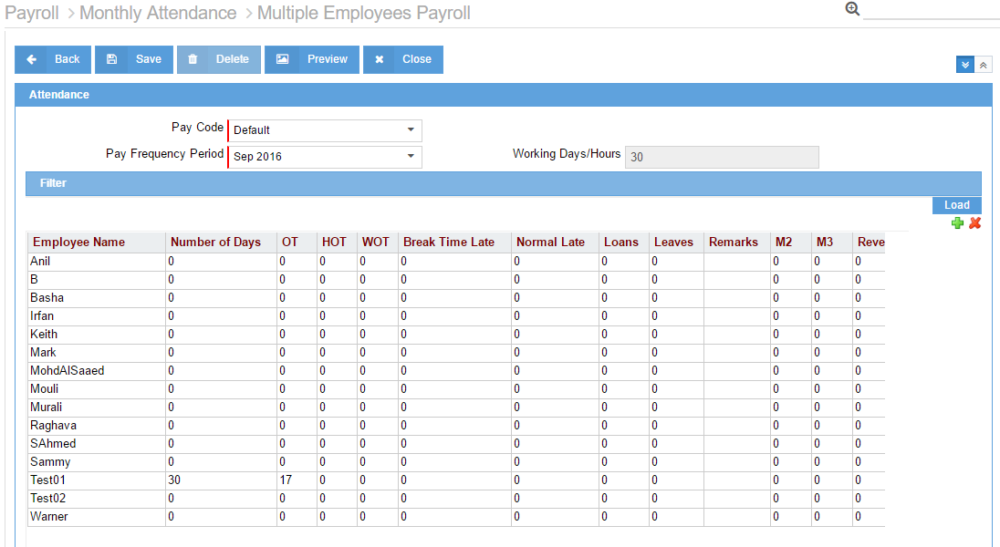 Payroll > Monthly Attendance > Multiple Employees Payroll
Back Save Delete Preview Close
Attendance
Pay Code Default
Pay Frequency Period Sep 2016 Working Days/Hours 30
Filter
Load
Employee Name Number of Days OT HOT WOT Break Time Late Normal Late Loans Leaves Remarks M2 M3 Reve
Anil 0 0 0 0 0 0 0 0 0 0 0
B 0 0 0 0 0 0 0 0 0 0 0
Basha 0 0 0 0 0 0 0 0 0 0 0
Irfan 0 0 0 0 0 0 0 0 0 0 0
Keith 0 0 0 0 0 0 0 0 0 0 0
Mark 0 0 0 0 0 0 0 0 0 0 0
MohdAlSaaed 0 0 0 0 0 0 0 0 0 0 0
Mouli 0 0 0 0 0 0 0 0 0 0 0
Murali 0 0 0 0 0 0 0 0 0 0 0
Raghava 0 0 0 0 0 0 0 0 0 0 0
SAhmed 0 0 0 0 0 0 0 0 0 0 0
Sammy 0 0 0 0 0 0 0 0 0 0 0
Test01 30 17 0 0 0 0 0 0 0 0 0
Test02 0 0 0 0 0 0 0 0 0 0 0
Warner 0 0 0 0 0 0 0 0 0 0 0